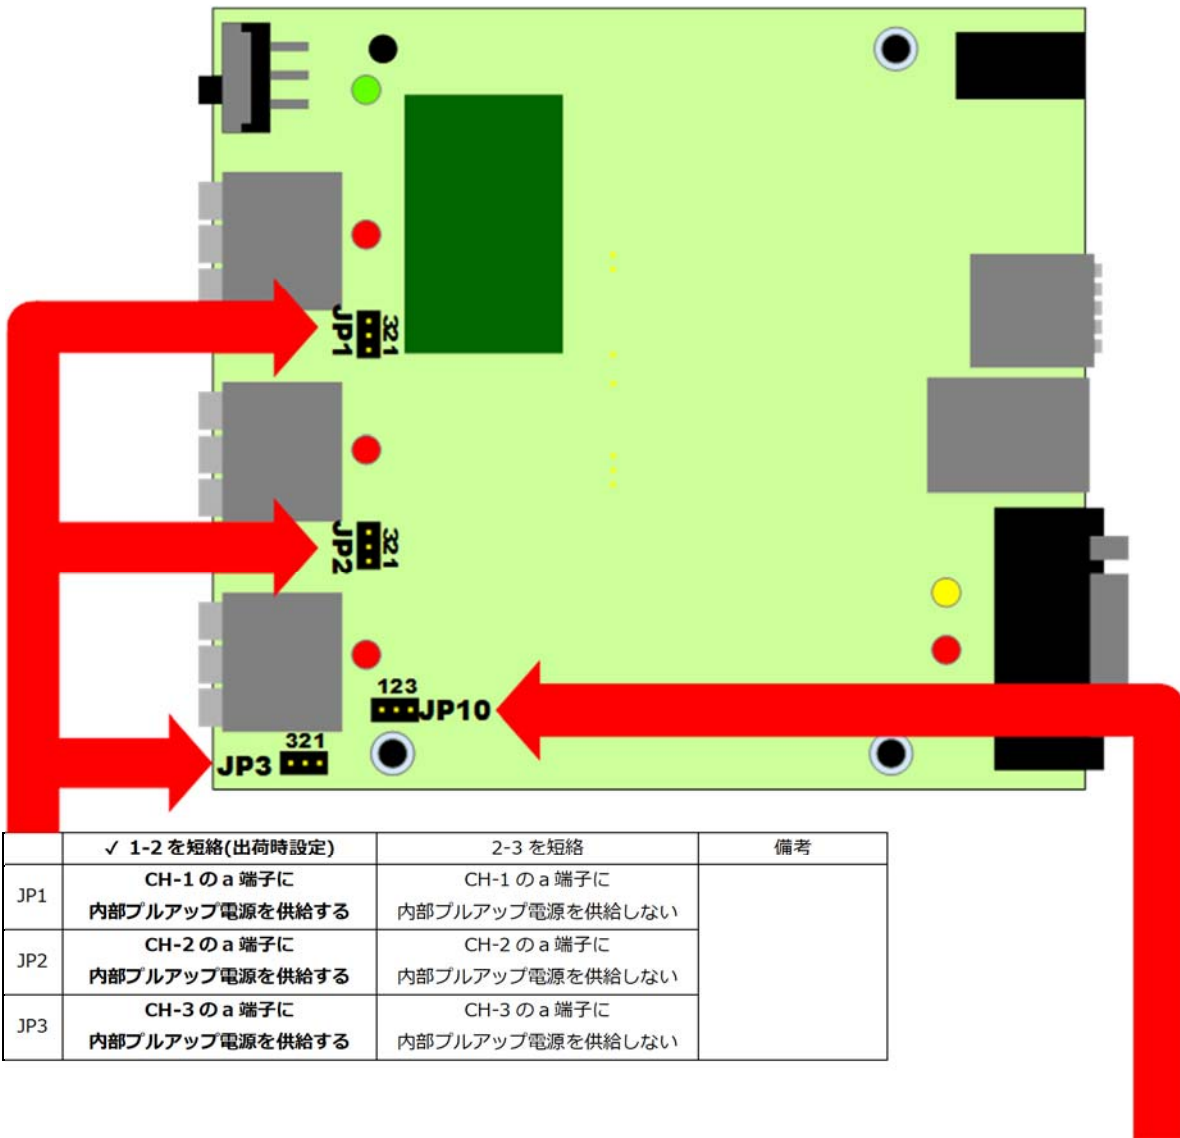 JP1
321
JP2
321
123
JP10
321
JP3
✓ 1-2 を短絡(出荷時設定)
2-3 を短絡
備考
JP1
CH-1 の a 端子に
内部プルアップ電源を供給する
CH-1 の a 端子に
内部プルアップ電源を供給しない
JP2
CH-2 の a 端子に
内部プルアップ電源を供給する
CH-2 の a 端子に
内部プルアップ電源を供給しない
JP3
CH-3 の a 端子に
内部プルアップ電源を供給する
CH-3 の a 端子に
内部プルアップ電源を供給しない